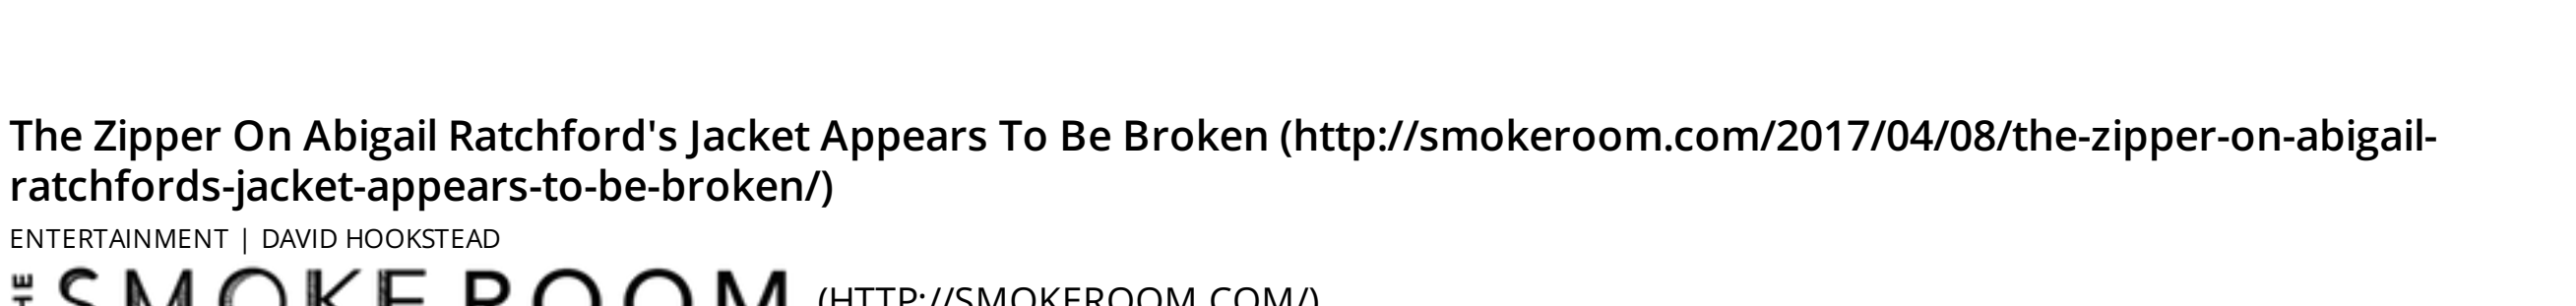 The Zipper On Abigail Ratchford's Jacket Appears To Be Broken (http://smokeroom.com/2017/04/08/the-zipper-on-abigail-
ratchfords-jacket-appears-to-be-broken/)
ENTERTAINMENT | DAVID HOOKSTEAD
THE SMOKE ROOM (HTTP://SMOKEROOM.COM/)